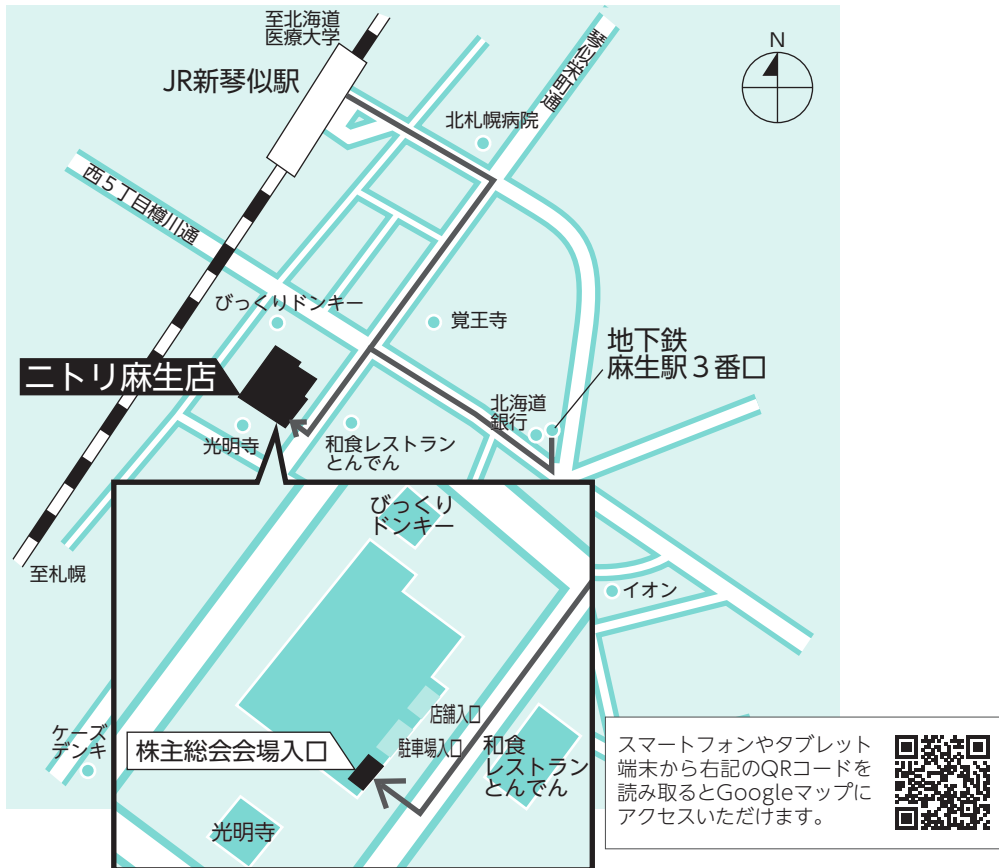 至北海道
医療大学
JR新琴似駅
琴似栄町通
N
北札幌病院
西5丁目樽川通
びっくりドンキー
覚王寺
地下鉄
麻生駅3番口
ニトリ麻生店
北海道
銀行
光明寺
和食レストラン
とんでん
至札幌
びっくり
ドンキー
イオン
店舗入口
駐車場入口
和食
レストラン
とんでん
ケーズ
デンキ
株主総会会場入口
光明寺
スマートフォンやタブレット
端末から右記のQRコードを
読み取るとGoogleマップに
アクセスいただけます。